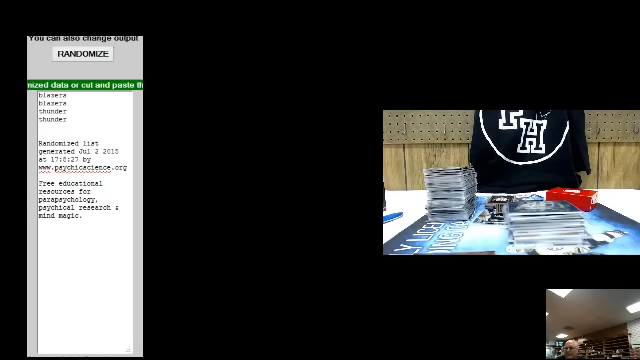 You can also change output
RANDOMIZE
mized data or cut and paste th
blazers
blazers
thunder
thunder
Randomized list
generated Jul 2 2015
at 17:8:27 by
www.psychicscience.org
Free educational
resources for
parapsychology,
psychical research &
mind magic.
P H